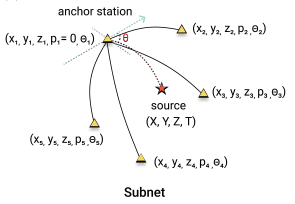 anchor station
(x₁, y₁, z₁, p₁= 0, θ₁)
θ
(x₂, y₂, z₂, p₂, θ₂)
source
(X, Y, Z, T)
(x₃, y₃, z₃, p₃, θ₃)
(x₅, y₅, z₅, p₅, θ₅)
(x₄, y₄, z₄, p₄, θ₄)
Subnet